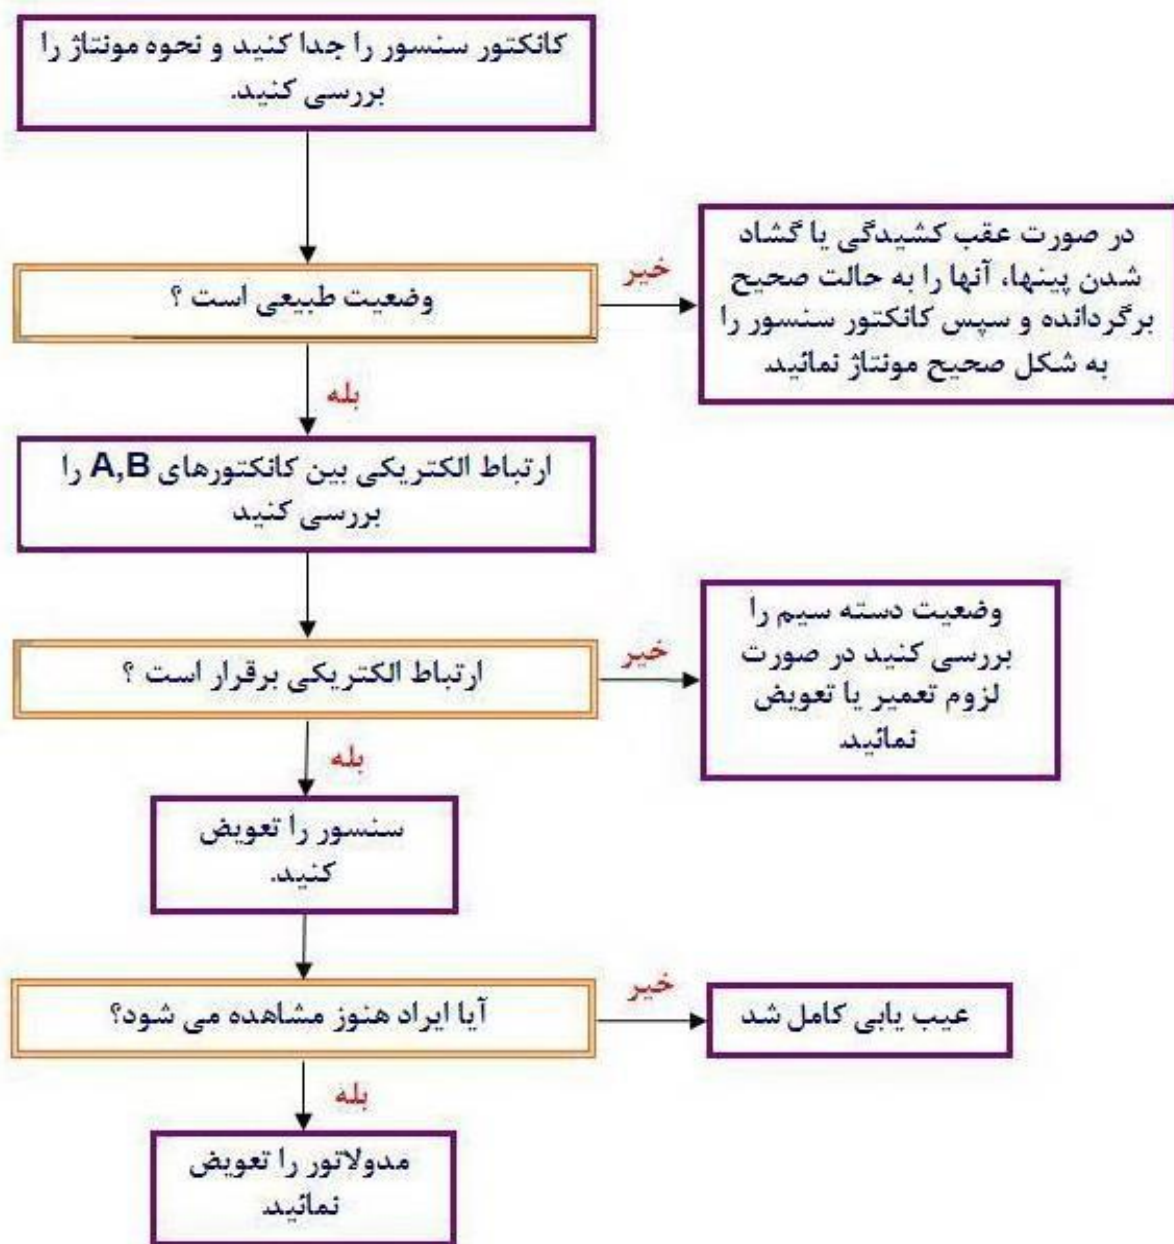 کانکتور سنسور را جدا کنید و نحوه مونتاژ را
بررسی کنید.
در صورت عقب کشیدگی یا گشاد
شدن پینها، آنها را به حالت صحیح
برگردانده و سپس کانکتور سنسور را
به شکل صحیح مونتاژ نمائید
خیر
وضعیت طبیعی است ؟
بله
ارتباط الکتریکی بین کانکتورهای A,B را
بررسی کنید
وضعیت دسته سیم را
بررسی کنید در صورت
لزوم تعمیر یا تعویض
نمائید
خیر
ارتباط الکتریکی برقرار است ؟
بله
سنسور را تعویض
کنید.
آیا ایراد هنوز مشاهده می شود؟
خیر
عیب یابی کامل شد
بله
مدولاتور را تعویض
نمائید